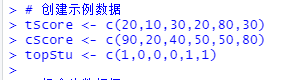 > # 创建示例数据
> tScore <- c(20,10,30,20,80,30)
> cScore <- c(90,20,40,50,50,80)
> topStu <- c(1,0,0,0,1,1)
>